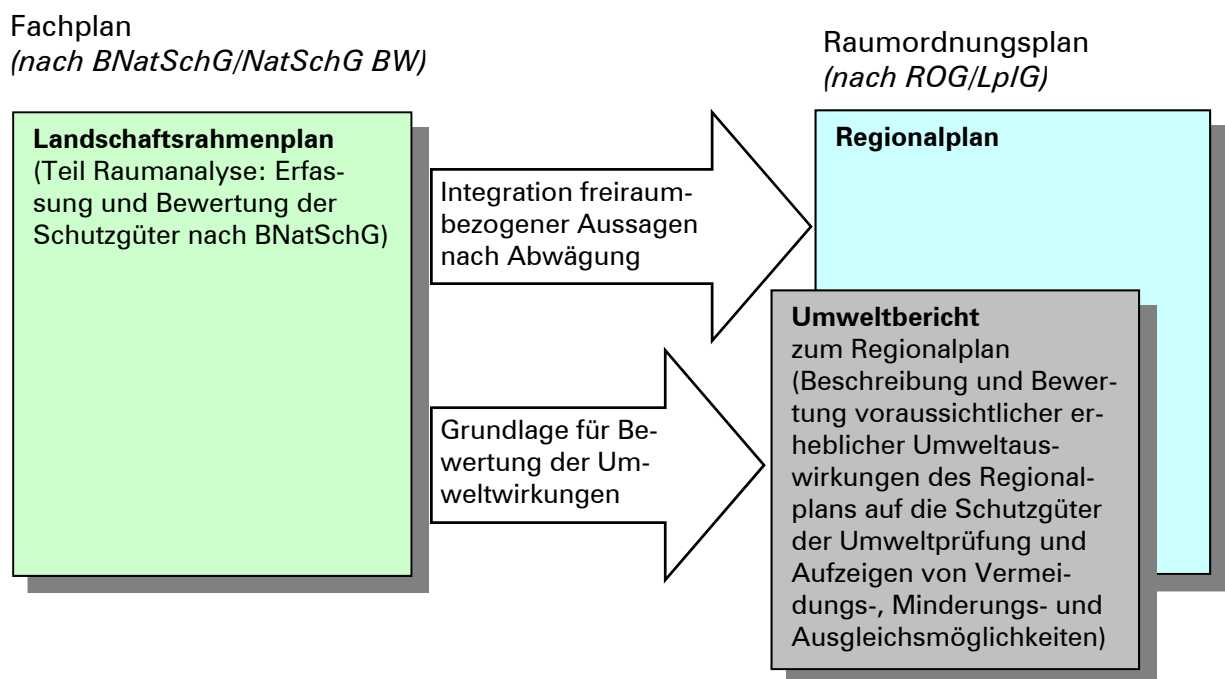 Fachplan
(nach BNatSchG/NatSchG BW)
Raumordnungsplan
(nach ROG/LplG)
Landschaftsrahmenplan
(Teil Raumanalyse: Erfas-
sung und Bewertung der
Schutzgüter nach BNatSchG)
Integration freiraum-
bezogener Aussagen
nach Abwägung
Grundlage für Be-
wertung der Um-
weltwirkungen
Regionalplan
Umweltbericht
zum Regionalplan
(Beschreibung und Bewer-
tung voraussichtlicher er-
heblicher Umweltaus-
wirkungen des Regional-
plans auf die Schutzgüter
der Umweltprüfung und
Aufzeigen von Vermei-
dungs-, Minderungs- und
Ausgleichsmöglichkeiten)